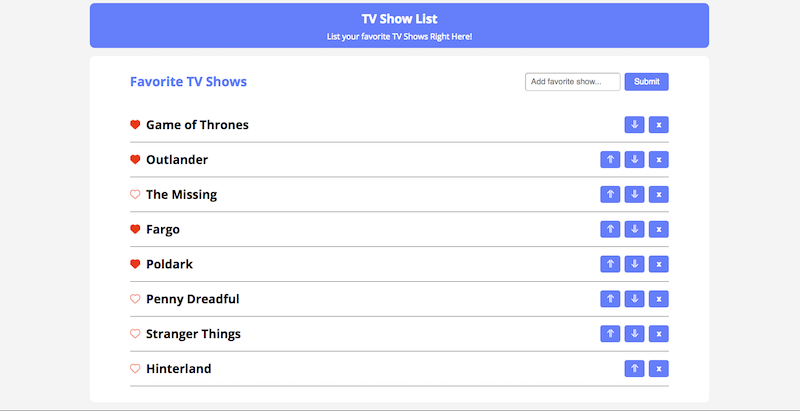 TV Show List
List your favorite TV Shows Right Here!
Favorite TV Shows Add favorite show... Submit
Game of Thrones x
Outlander x
The Missing x
Fargo x
Poldark x
Penny Dreadful x
Stranger Things x
Hinterland x